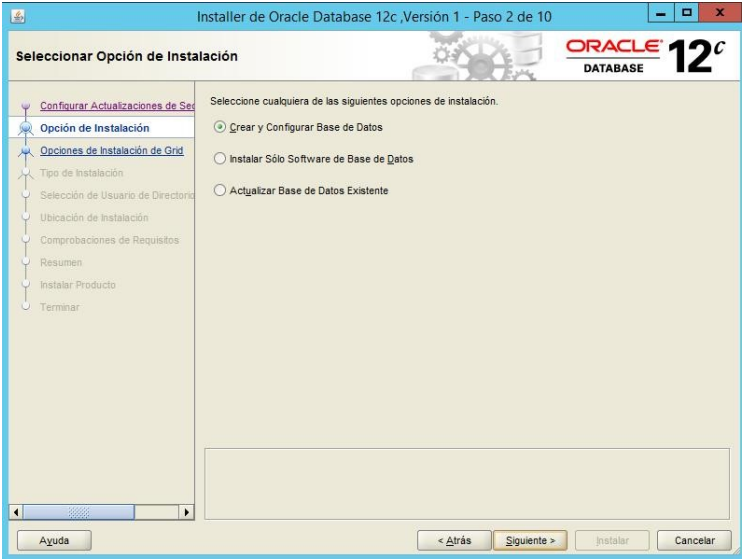 Installer de Oracle Database 12c ,Versión 1 - Paso 2 de 10
Seleccionar Opción de Instalación
ORACLE
DATABASE
12c
Configurar Actualizaciones de Sec
Opción de Instalación
Opciones de Instalación de Grid
Tipo de Instalación
Selección de Usuario de Directorio
Ubicación de Instalación
Comprobaciones de Requisitos
Resumen
Instalar Producto
Terminar
Seleccione cualquiera de las siguientes opciones de instalación.
Crear y Configurar Base de Datos
Instalar Sólo Software de Base de Datos
Actualizar Base de Datos Existente
Ayuda
< Atrás
Siguiente >
Instalar
Cancelar